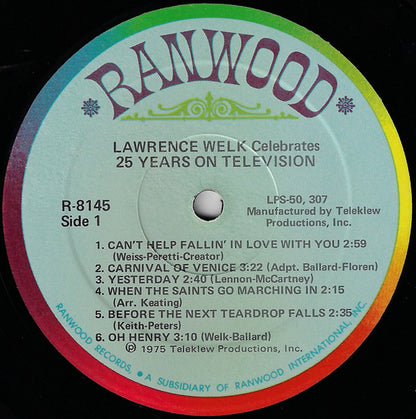 RANWOOD
LAWRENCE WELK Celebrates
25 YEARS ON TELEVISION
R-8145
Side 1
LPS-50, 307
Manufactured by Teleklew
Productions, Inc.
1. CAN'T HELP FALLIN' IN LOVE WITH YOU 2:59
(Weiss-Peretti-Creator)
2. CARNIVAL OF VENICE 3:22 (Adpt. Ballard-Floren)
3. YESTERDAY 2:40 (Lennon-McCartney)
4. WHEN THE SAINTS GO MARCHING IN 2:15
(Arr. Keating)
5. BEFORE THE NEXT TEARDROP FALLS 2:35
(Keith-Peters)
6. OH HENRY 3:10 (Welk-Ballard)
℗ 1975 Teleklew Productions, Inc.
RANWOOD RECORDS, • A SUBSIDIARY OF RANWOOD INTERNATIONAL, INC.